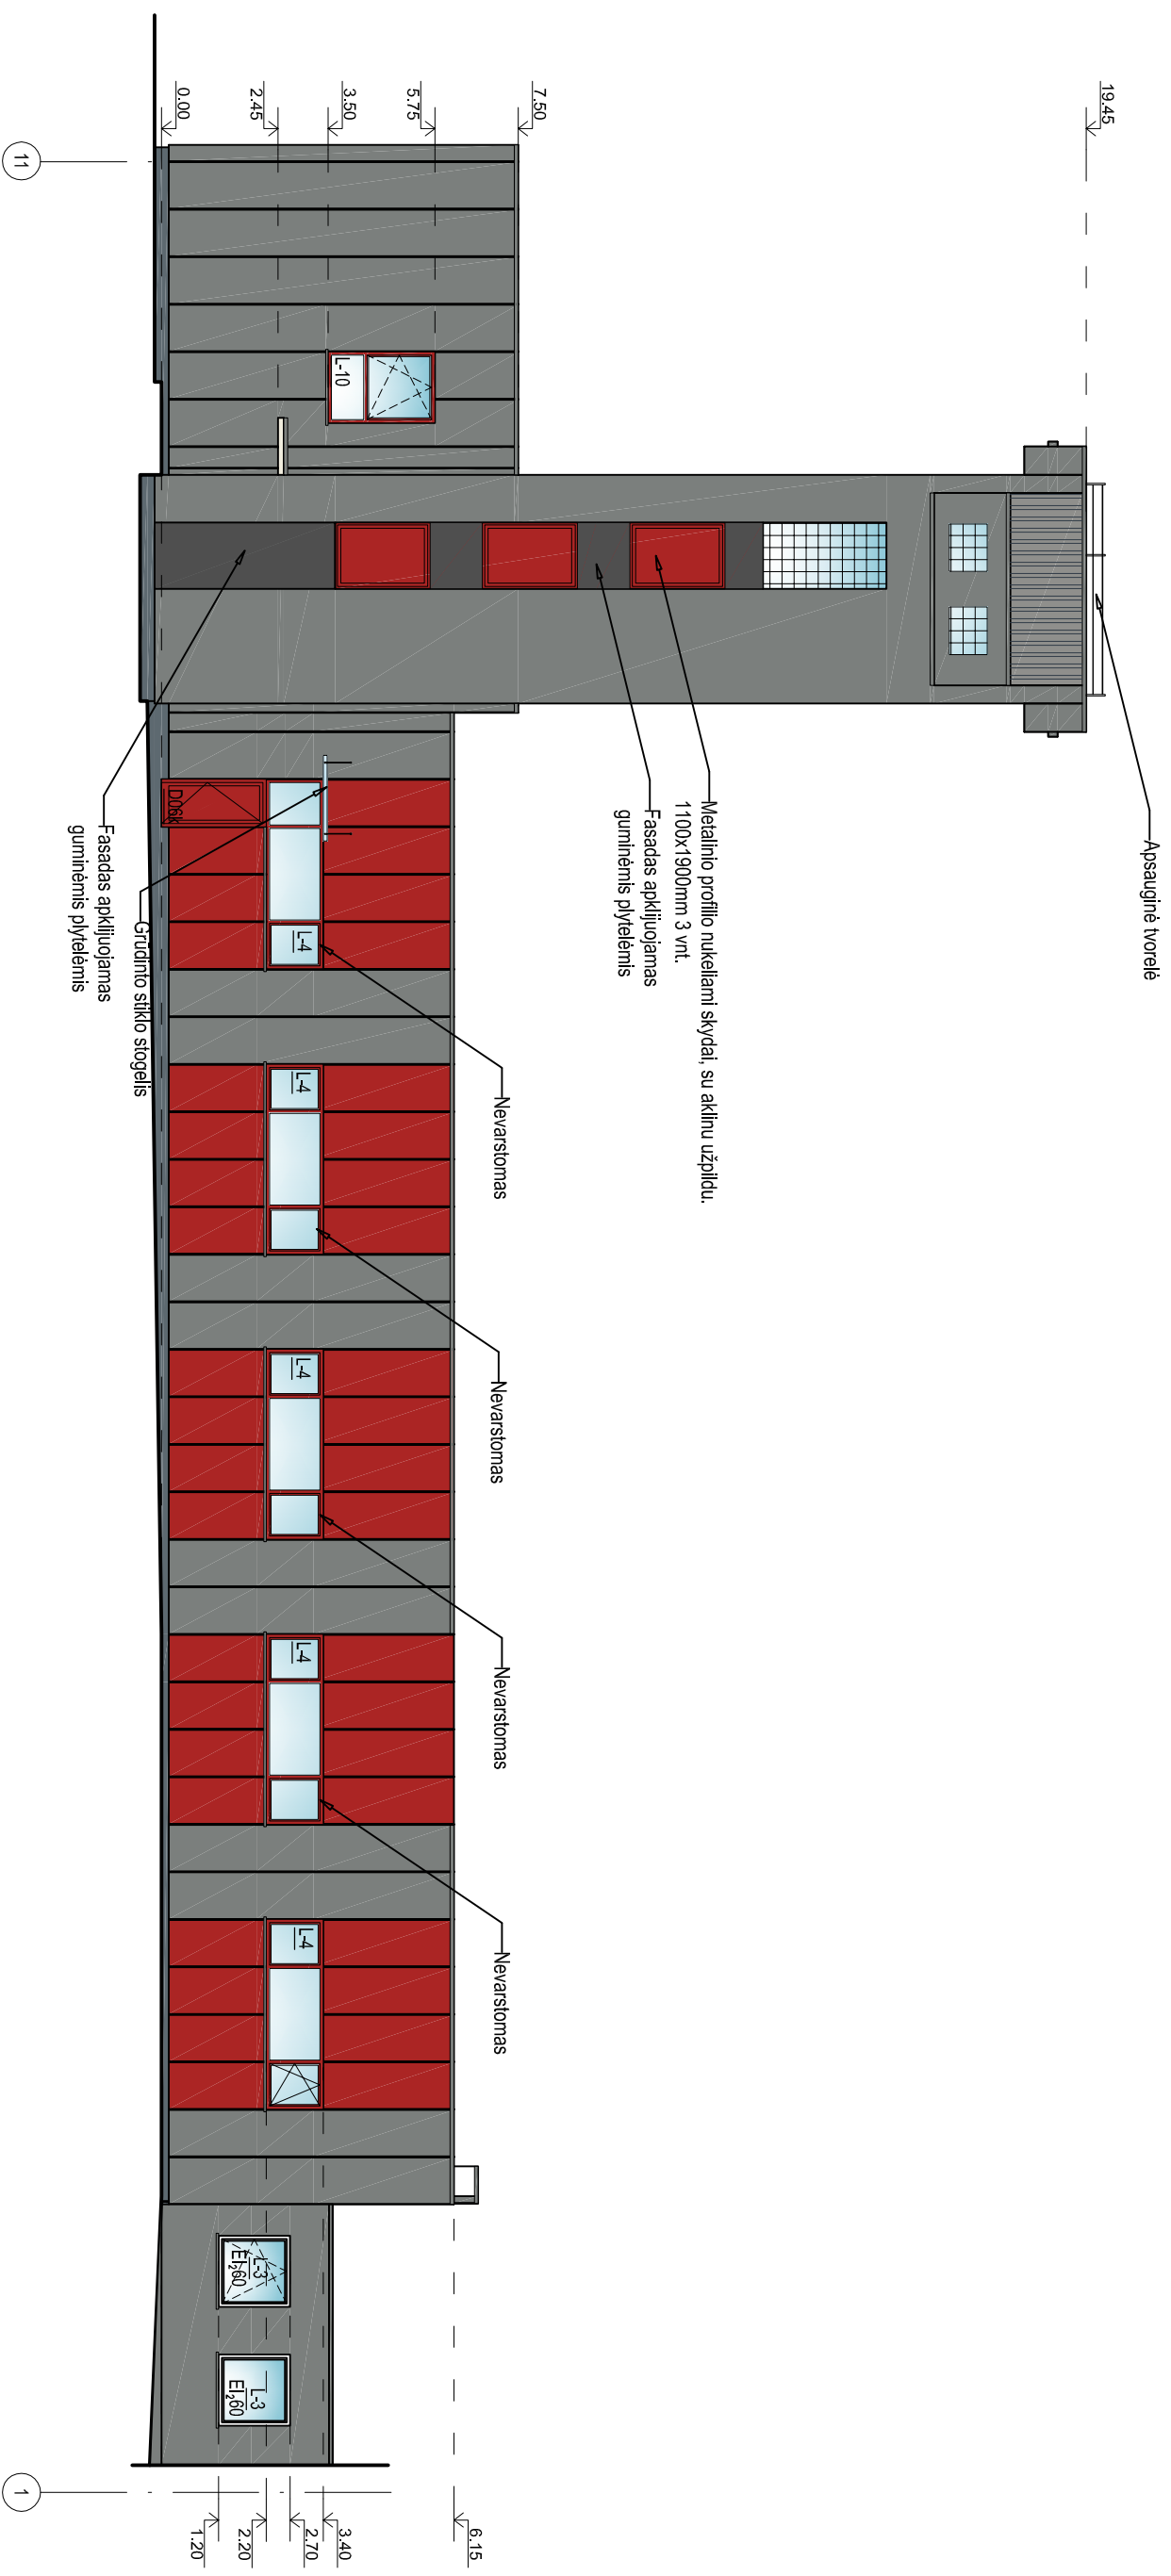 19.45
7.50
5.75
3.50
2.45
0.00
11
L-10
Apsauginė tvorelė
Metalinio profilio nukeliami skydai, su aklinu užpildu.
1100x1900mm 3 vnt.
Fasadas apklijuojamas
guminėmis plytelėmis
D06k
Grūdinto stiklo stogelis
Fasadas apklijuojamas
guminėmis plytelėmis
L-4
Nevarstomas
L-4
Nevarstomas
L-4
Nevarstomas
L-4
Nevarstomas
L-4
L-3
EI₂60
L-3
EI₂60
6.15
3.40
2.70
2.20
1.20
1